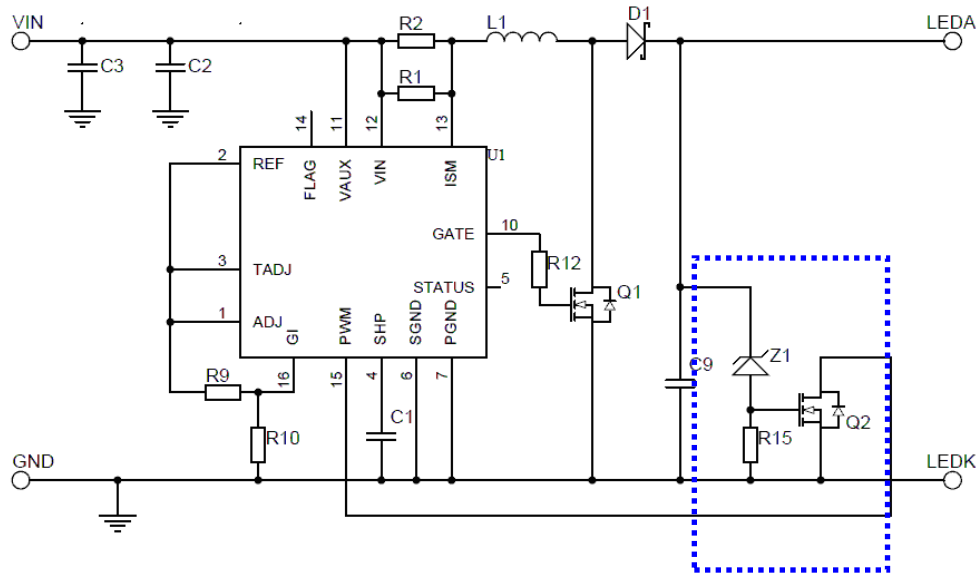 VIN
R2
L1
D1
LEDA
C3
C2
R1
14
11
12
13
2
REF
FLAG
VAUX
VIN
ISM
U1
GATE
10
R12
3
TADJ
STATUS
5
Q1
1
ADJ
GI
PWM
SHP
SGND
PGND
C9
Z1
R9
16
15
4
6
7
C1
R10
R15
Q2
GND
LEDK